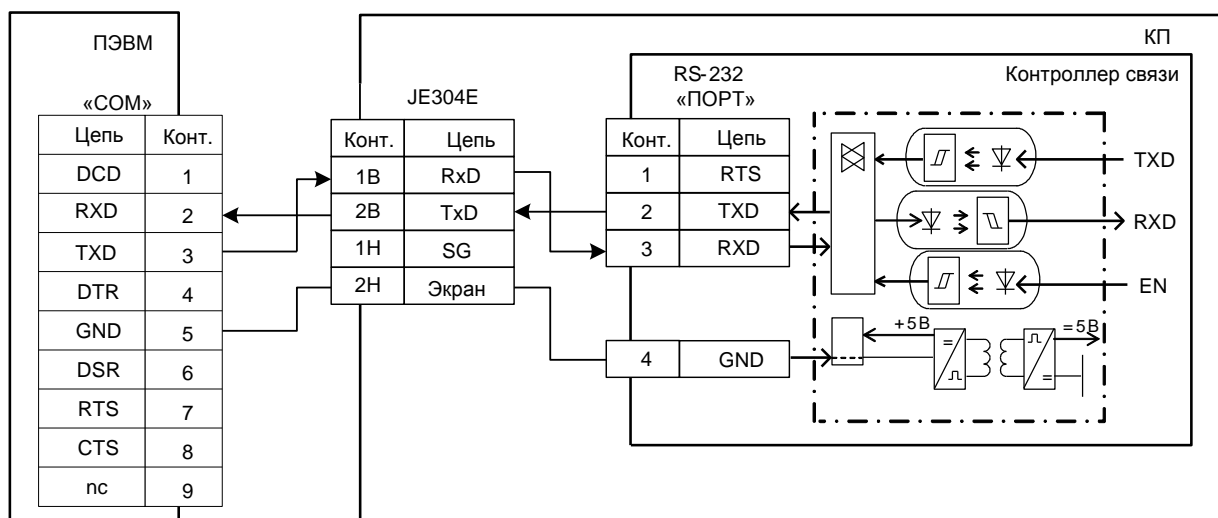 ПЭВМ
«COM»
Цепь Конт.
DCD 1
RXD 2
TXD 3
DTR 4
GND 5
DSR 6
RTS 7
CTS 8
nc 9
КП
JE304E
Конт. Цепь
1В RxD
2В TxD
1Н SG
2Н Экран
RS-232
«ПОРТ»
Конт. Цепь
1 RTS
2 TXD
3 RXD
4 GND
Контроллер связи
TXD
RXD
EN
+5В
=5В